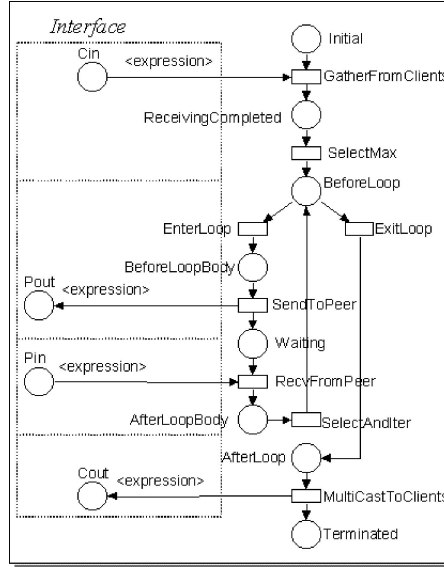 Interface
Initial
Cin
<expression>
GatherFromClients
ReceivingCompleted
SelectMax
BeforeLoop
EnterLoop
ExitLoop
BeforeLoopBody
Pout
<expression>
SendToPeer
Waiting
Pin
<expression>
RecvFromPeer
AfterLoopBody
SelectAndIter
AfterLoop
Cout
<expression>
MultiCastToClients
Terminated